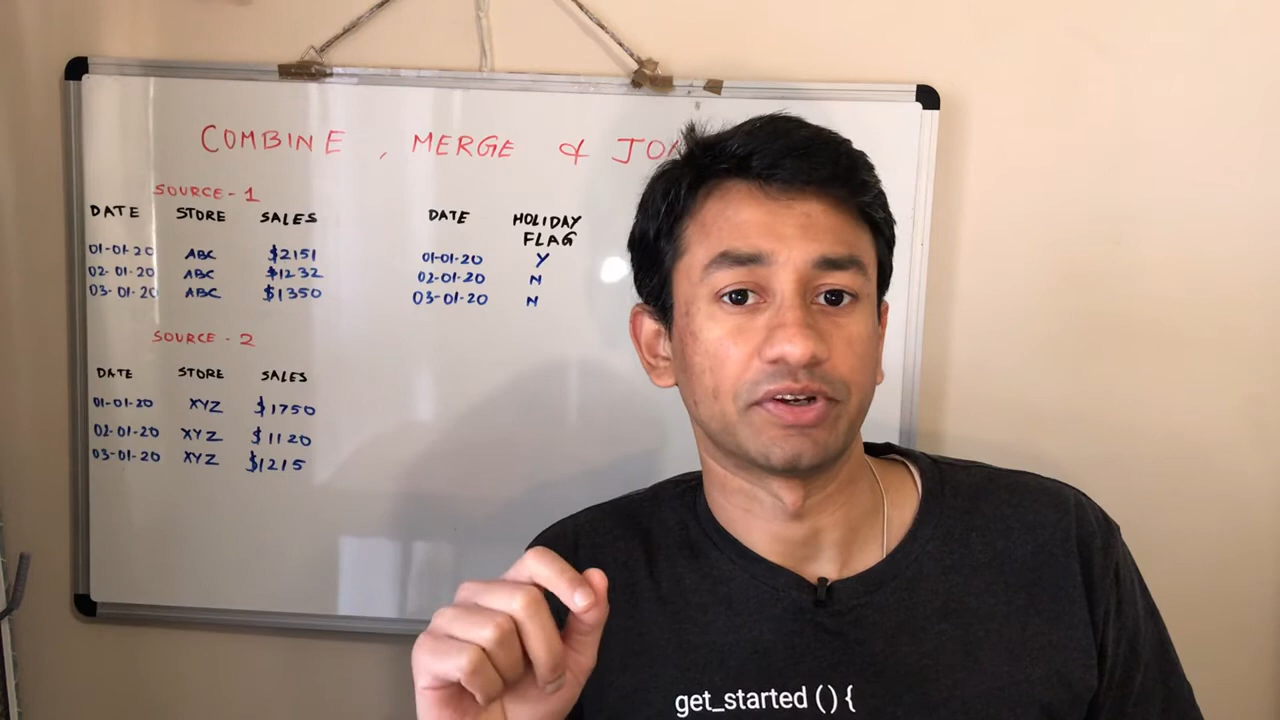 COMBINE, MERGE & JO
SOURCE-1
DATE STORE SALES
01-01-20 ABC $2151
02-01-20 ABC $1232
03-01-20 ABC $1350
DATE HOLIDAY
FLAG
01-01-20 Y
02-01-20 N
03-01-20 N
SOURCE-2
DATE STORE SALES
01-01-20 XYZ $1750
02-01-20 XYZ $1120
03-01-20 XYZ $1215
get_started () {